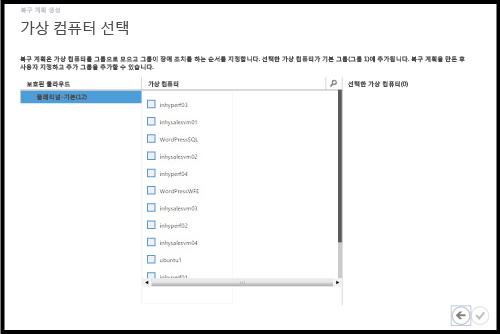 복구 계획 생성
가상 컴퓨터 선택
복구 계획은 가상 컴퓨터를 그룹으로 모으고 그룹이 장애 조치를 하는 순서를 지정합니다. 선택한 가상 컴퓨터가 기본 그룹(그룹 1)에 추가됩니다. 복구 계획을 만든 후
사용자 지정하고 추가 그룹을 추가할 수 있습니다.
보호된 클라우드 가상 컴퓨터 선택한 가상 컴퓨터(0)
-기본(12)
inhyperf03
inhysalesvm01
WordPressSQL
inhysalesvm02
inhyperf04
WordPressWFE
inhysalesvm03
inhyperf02
inhysalesvm04
ubuntu1
inhyperf01